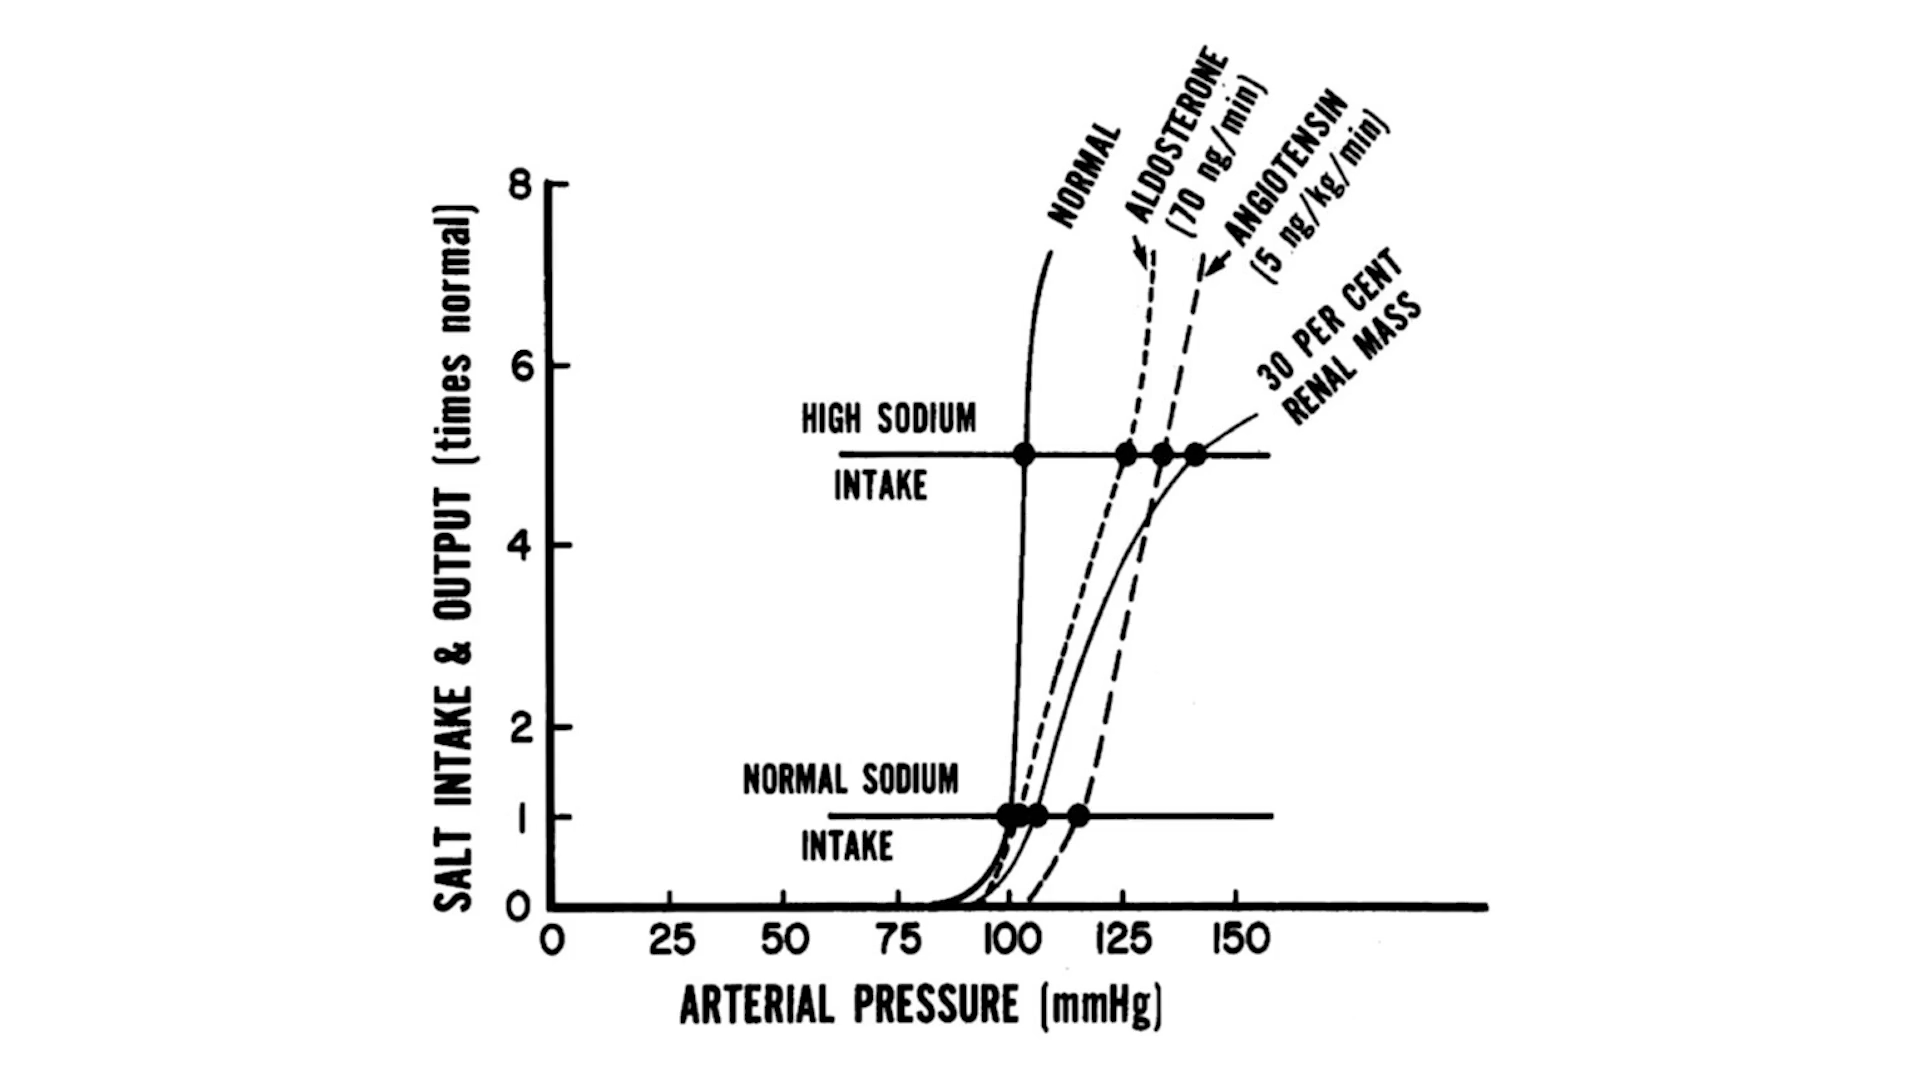 NORMAL
ALDOSTERONE
(70 ng/min)
ANGIOTENSIN
(5 ng/kg/min)
30 PER CENT
RENAL MASS
SALT INTAKE & OUTPUT (times normal)
8
6
4
2
1
0
HIGH SODIUM
INTAKE
NORMAL SODIUM
INTAKE
0 25 50 75 100 125 150
ARTERIAL PRESSURE (mmHg)